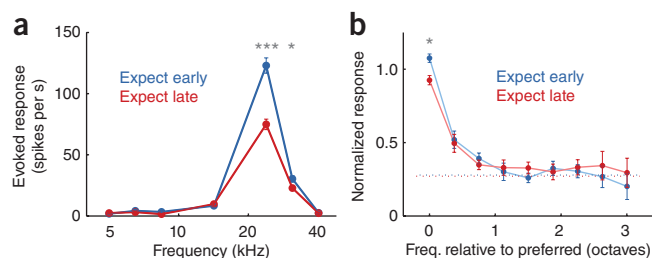 a
Evoked response
(spikes per s)
150
100
50
0
***
*
Expect early
Expect late
5
10
20
40
Frequency (kHz)
b
Normalized response
1.0
0.5
0
*
Expect early
Expect late
0
1
2
3
Freq. relative to preferred (octaves)